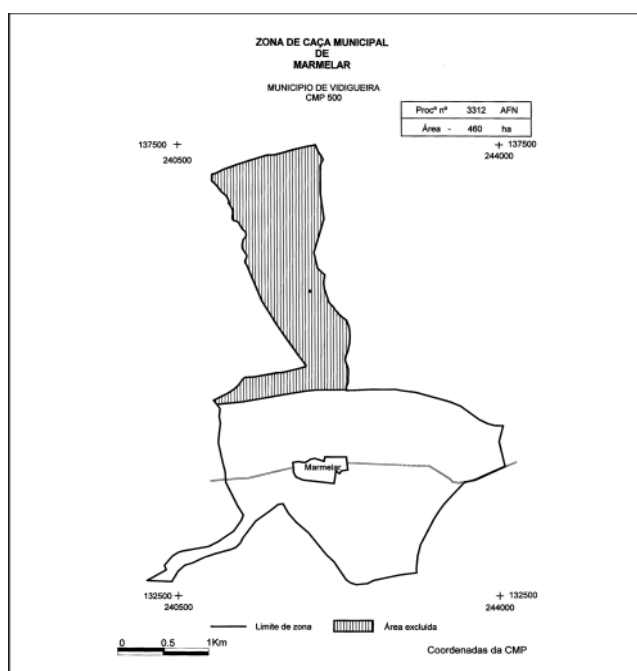 ZONA DE CAÇA MUNICIPAL
DE
MARMELAR
MUNICIPIO DE VIDIGUEIRA
CMP 500
Procº nº 3312 AFN
Área - 460 ha
137500
240500
137500
244000
Marmelar
132500
240500
132500
244000
Limite de zona
Área excluída
0 0.5 1Km
Coordenadas da CMP